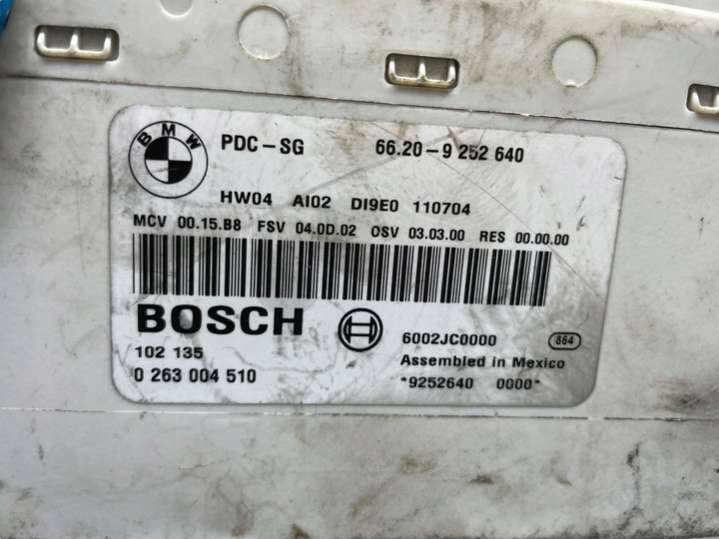 BMW
PDC-SG 66.20-9 252 640
HW04 AI02 DI9E0 110704
MCV 00.15.B8 FSV 04.0D.02 OSV 03.03.00 RES 00.00.00
BOSCH
6002JC0000 864
102 135
Assembled in Mexico
0 263 004 510
*9252640 0000*